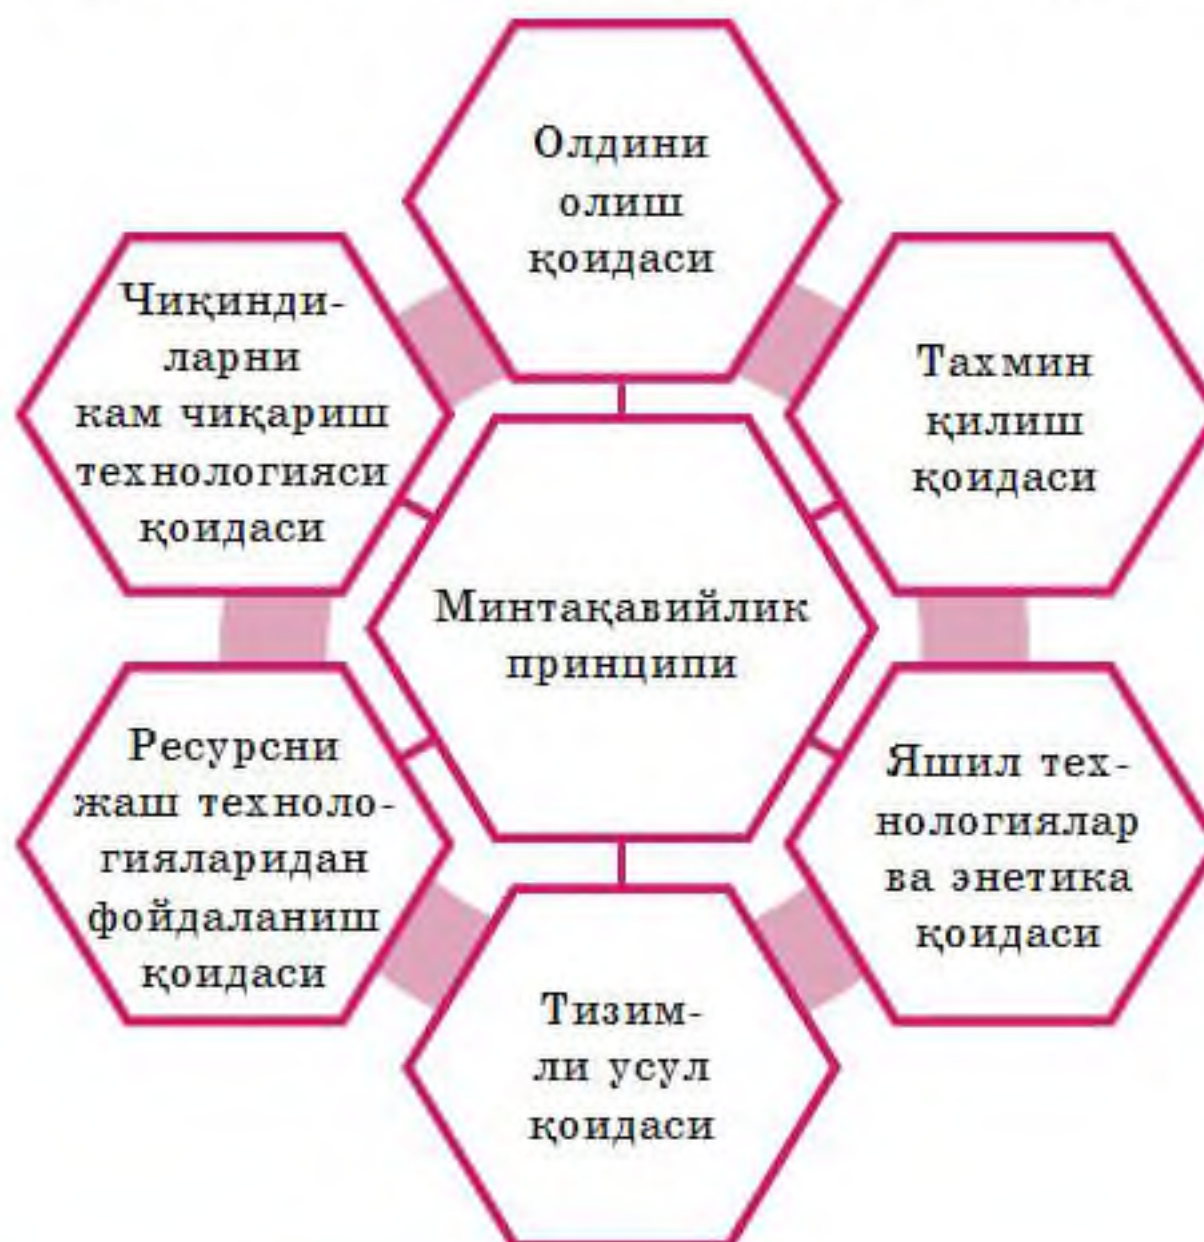 Олдини
олиш
қоидаси
Чиқинди-
ларни
кам чиқариш
технологияси
қоидаси
Тахмин
қилиш
қоидаси
Минтақавийлик
принципи
Ресурсни
жаш техноло-
гияларидан
фойдаланиш
қоидаси
Яшил тех-
нологиялар
ва энетика
қоидаси
Тизим-
ли усул
қоидаси